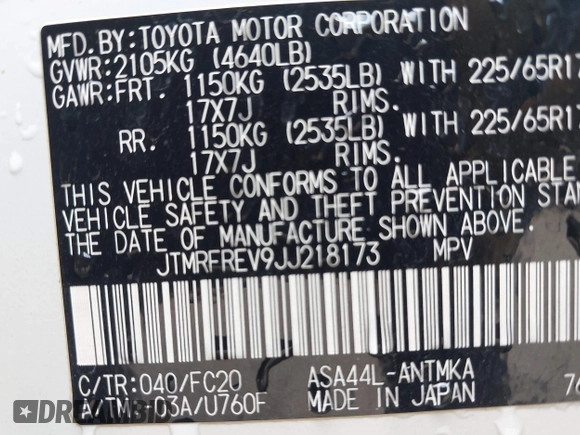 MFD.BY:TOYOTA MOTOR CORPORATION
GVWR:2105KG (4640LB)
GAWR:FRT. 1150KG (2535LB) WITH 225/65R17
17X7J RIMS.
RR. 1150KG (2535LB) WITH 225/65R1
17X7J RIMS.
THIS VEHICLE CONFORMS TO ALL APPLICABLE
VEHICLE SAFETY AND THEFT PREVENTION STA
THE DATE OF MANUFACTURE SHOWN ABOVE.
JTMRFREV9JJ218173 MPV
C/TR:040/FC20 ASA44L-ANTMKA
A/TM: 03A/U760F MADE IN JAPAN